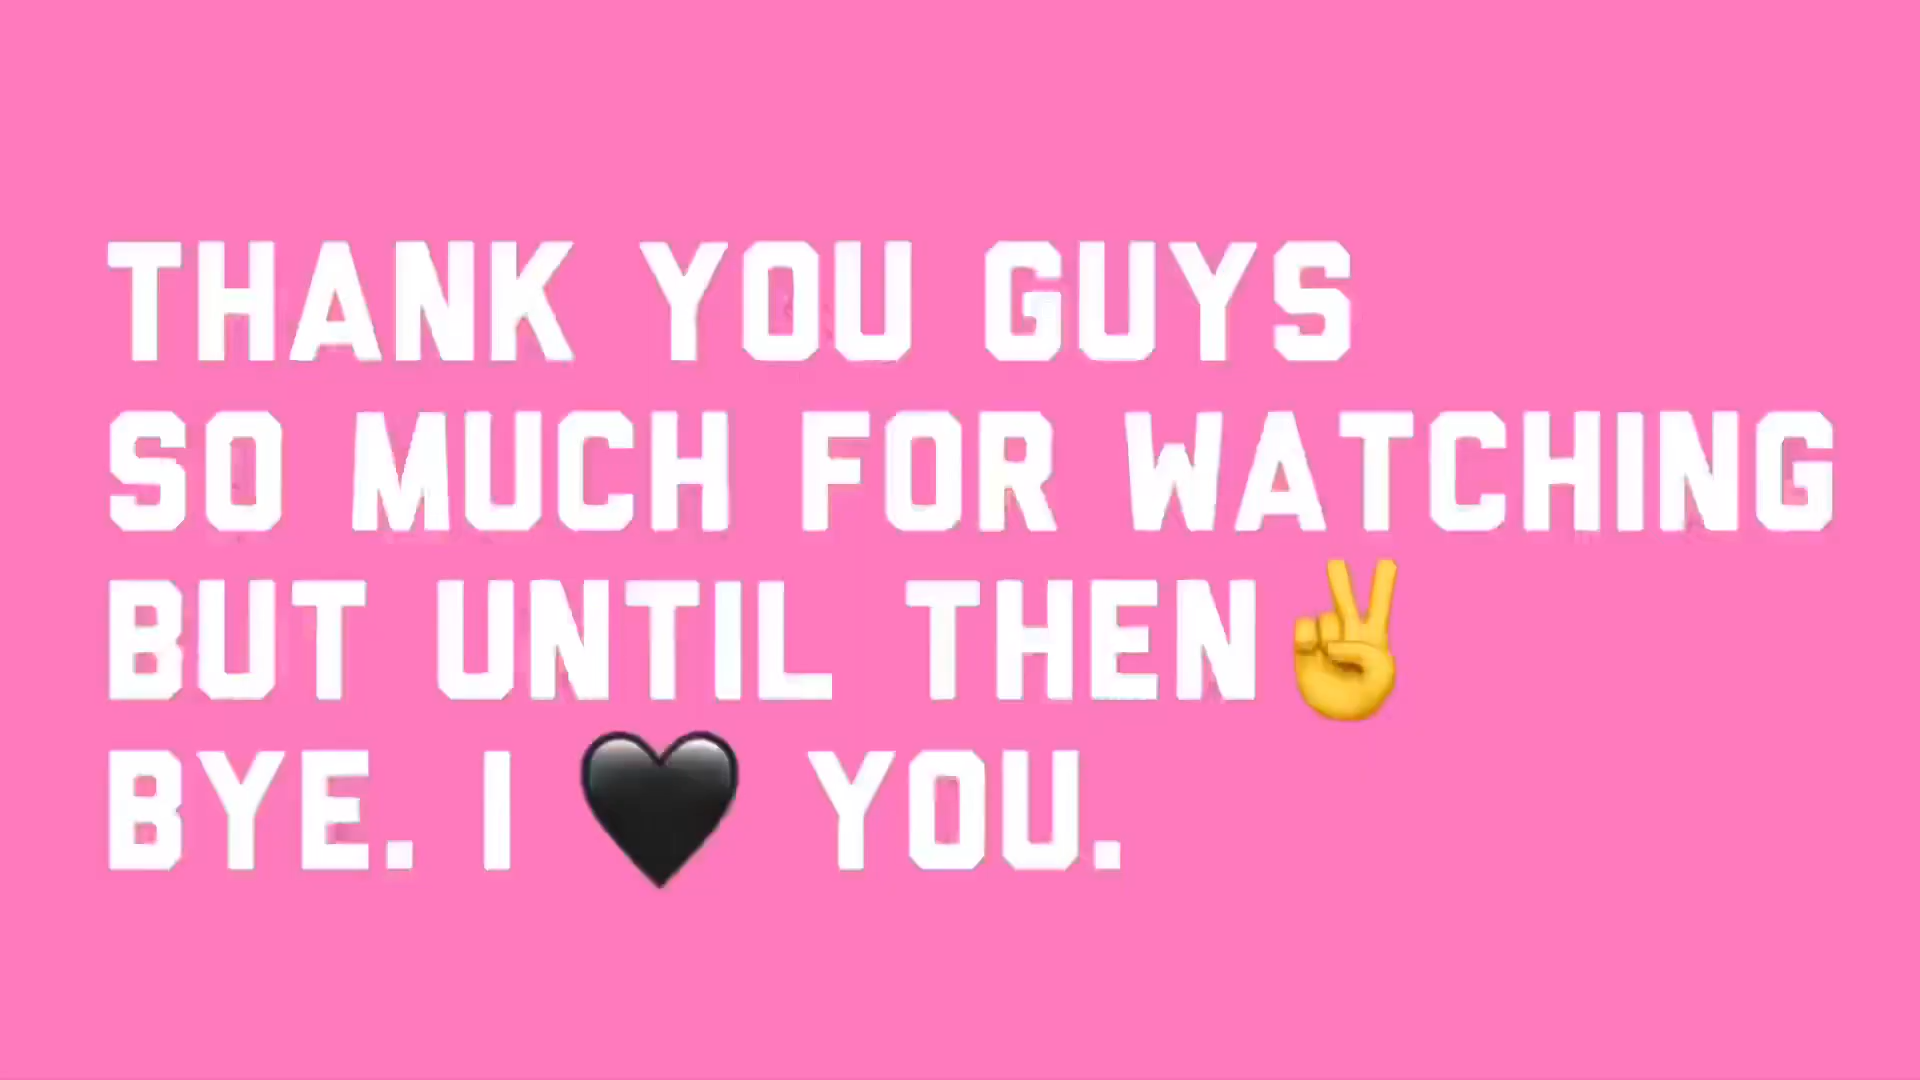 THANK YOU GUYS
SO MUCH FOR WATCHING
BUT UNTIL THEN✌️
BYE. I 🖤 YOU.